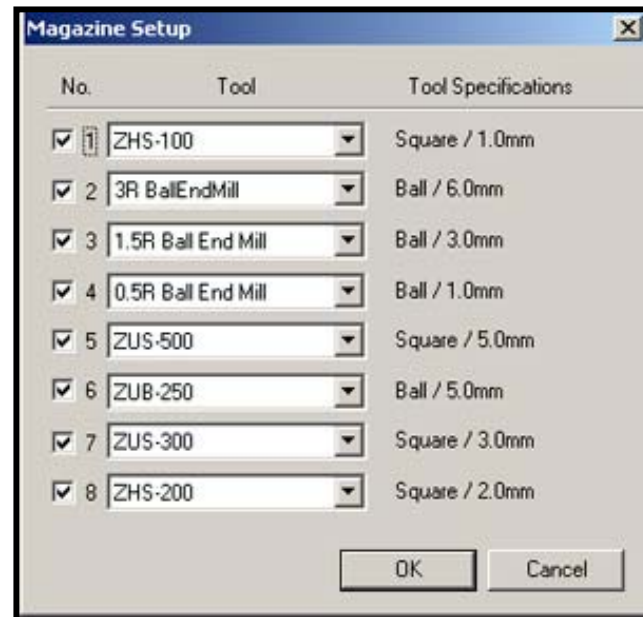 Magazine Setup
No. Tool Tool Specifications
1 ZHS-100 Square / 1.0mm
2 3R BallEndMill Ball / 6.0mm
3 1.5R Ball End Mill Ball / 3.0mm
4 0.5R Ball End Mill Ball / 1.0mm
5 ZUS-500 Square / 5.0mm
6 ZUB-250 Ball / 5.0mm
7 ZUS-300 Square / 3.0mm
8 ZHS-200 Square / 2.0mm
OK Cancel